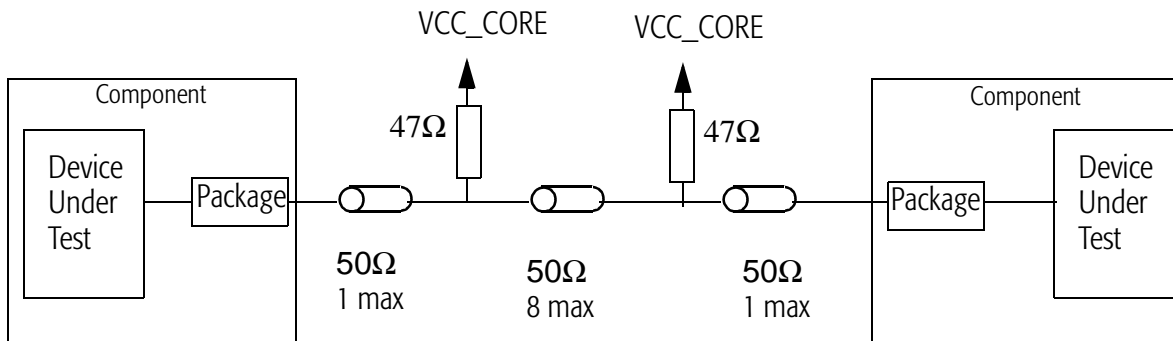 VCC_CORE
VCC_CORE
Component
Component
47Ω
47Ω
Device
Under
Test
Package
Package
Device
Under
Test
50Ω
1 max
50Ω
8 max
50Ω
1 max